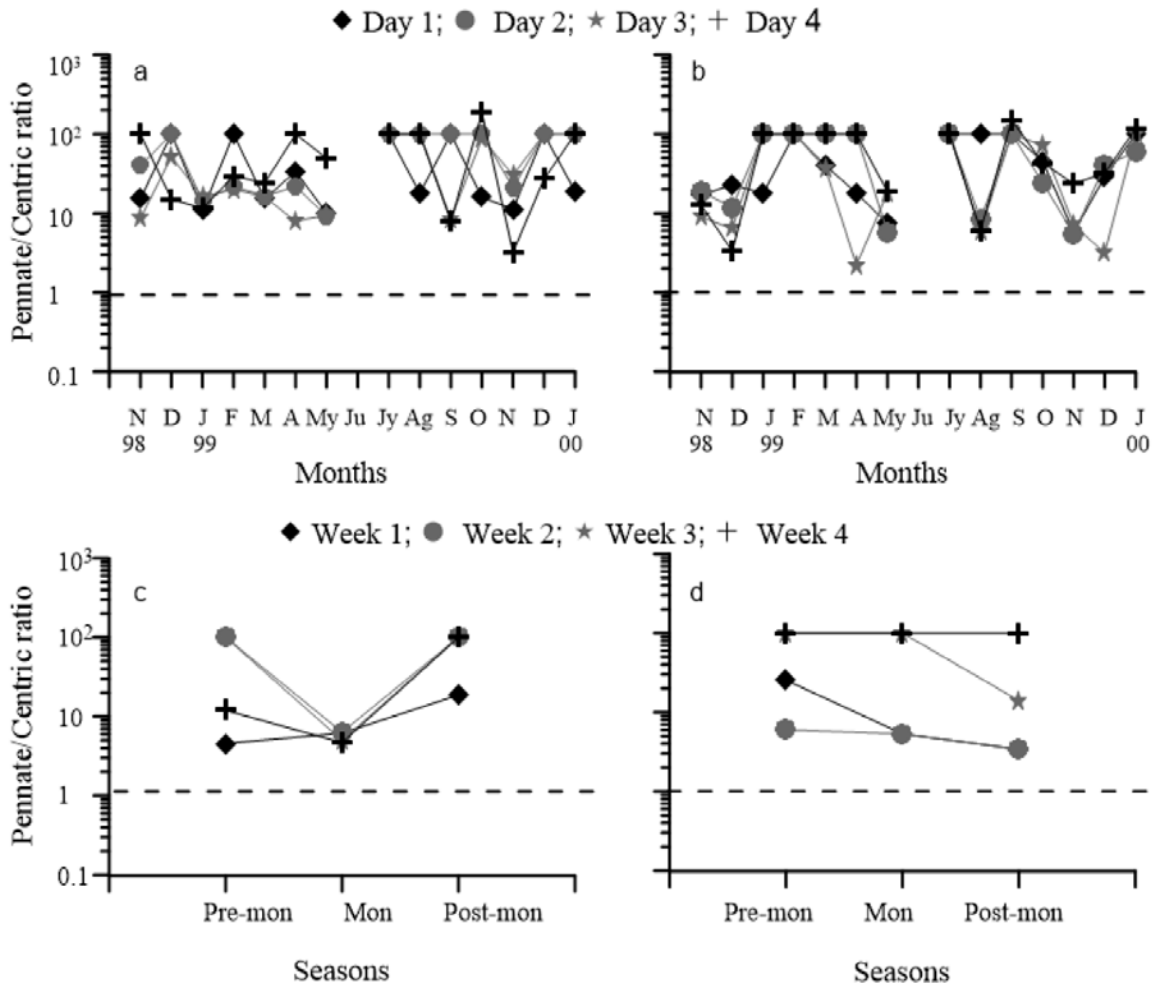 Day 1; Day 2; Day 3; Day 4
a
Pennate/Centric ratio
10³
10²
10
1
0.1
N D J F M A My Ju Jy Ag S O N D J
98 99 00
Months
b
N D J F M A My Ju Jy Ag S O N D J
98 99 00
Months
Week 1; Week 2; Week 3; Week 4
c
Pennate/Centric ratio
10³
10²
10
1
0.1
Pre-mon Mon Post-mon
Seasons
d
Pre-mon Mon Post-mon
Seasons